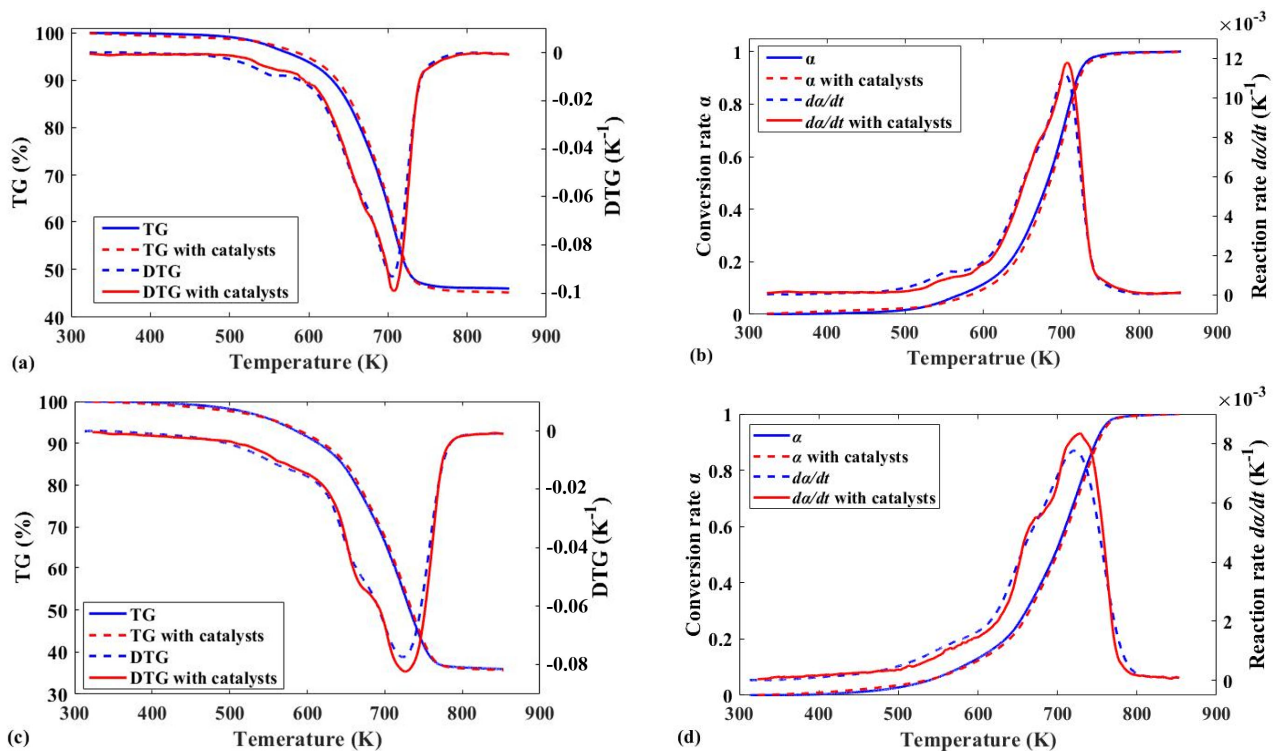 100
90
80
70
60
50
40
TG (%)
0
-0.02
-0.04
-0.06
-0.08
-0.1
DTG (K-1)
TG
TG with catalysts
DTG
DTG with catalysts
300 400 500 600 700 800 900
(a) Temperature (K)
×10-3
1
0.8
0.6
0.4
0.2
0
Conversion rate α
12
10
8
6
4
2
0
Reaction rate dα/dt (K-1)
α
α with catalysts
dα/dt
dα/dt with catalysts
300 400 500 600 700 800 900
(b) Temperatrue (K)
100
90
80
70
60
50
40
30
TG (%)
0
-0.02
-0.04
-0.06
-0.08
DTG (K-1)
TG
TG with catalysts
DTG
DTG with catalysts
300 400 500 600 700 800 900
(c) Temerature (K)
×10-3
1
0.8
0.6
0.4
0.2
0
Conversion rate α
8
6
4
2
0
Reaction rate dα/dt (K-1)
α
α with catalysts
dα/dt
dα/dt with catalysts
300 400 500 600 700 800 900
Temperature (K) (d)